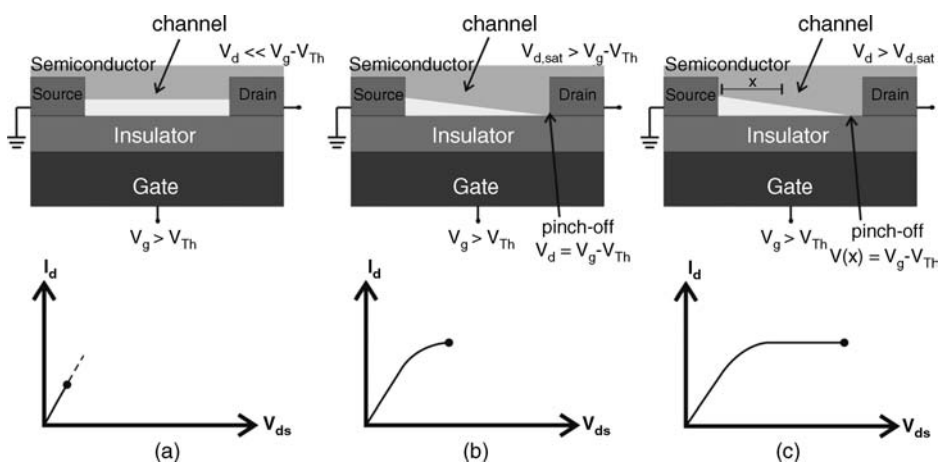 channel
V_d << V_g-V_Th
Semiconductor
Source
Drain
Insulator
Gate
V_g > V_Th
I_d
V_ds
(a)
channel
V_d,sat > V_g-V_Th
Semiconductor
Source
Drain
Insulator
Gate
V_g > V_Th
pinch-off
V_d = V_g-V_Th
I_d
V_ds
(b)
channel
V_d > V_d,sat
Semiconductor
x
Source
Drain
Insulator
Gate
V_g > V_Th
pinch-off
V(x) = V_g-V_Th
I_d
V_ds
(c)